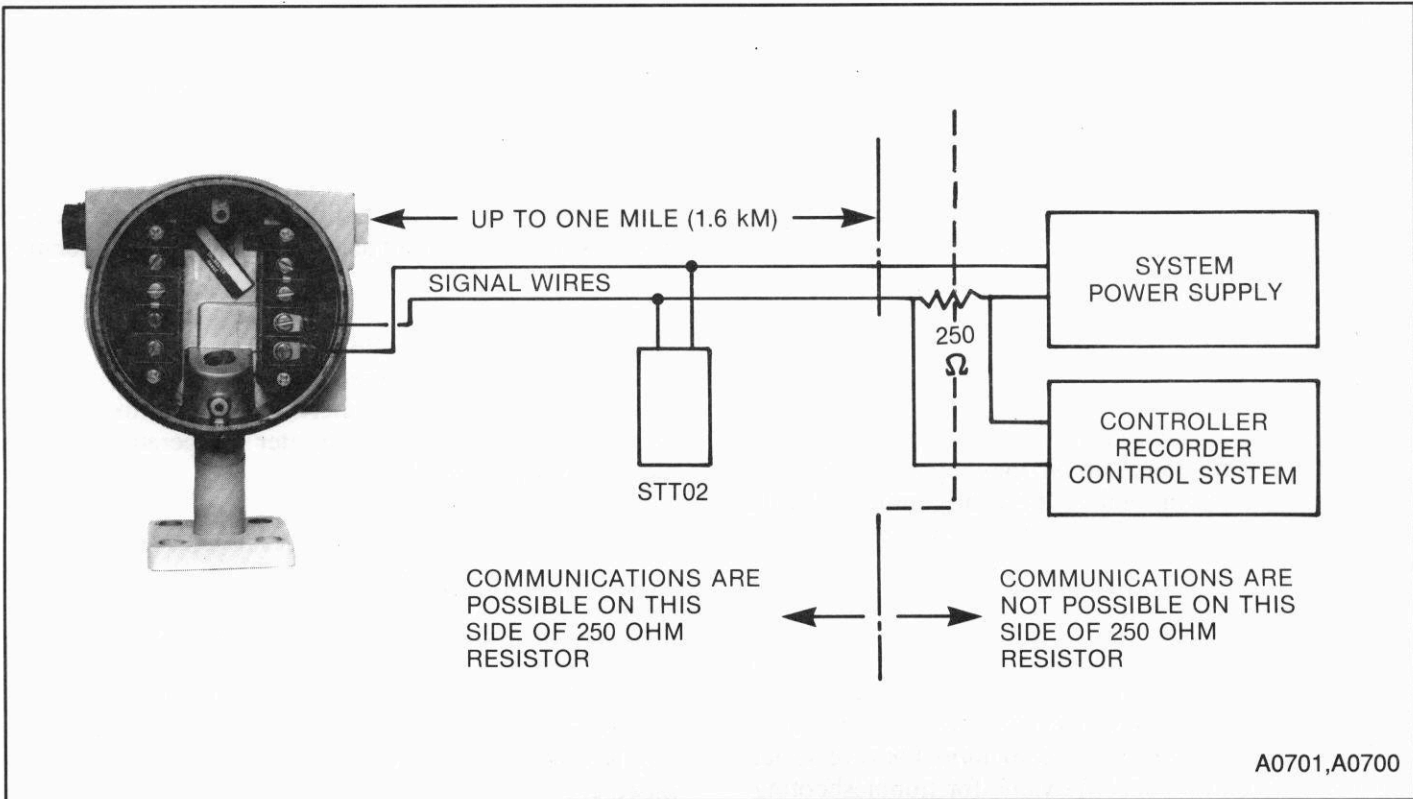 UP TO ONE MILE (1.6 kM)
SIGNAL WIRES
SYSTEM
POWER SUPPLY
250
Ω
CONTROLLER
RECORDER
CONTROL SYSTEM
STT02
COMMUNICATIONS ARE
POSSIBLE ON THIS
SIDE OF 250 OHM
RESISTOR
COMMUNICATIONS ARE
NOT POSSIBLE ON THIS
SIDE OF 250 OHM
RESISTOR
A0701,A0700